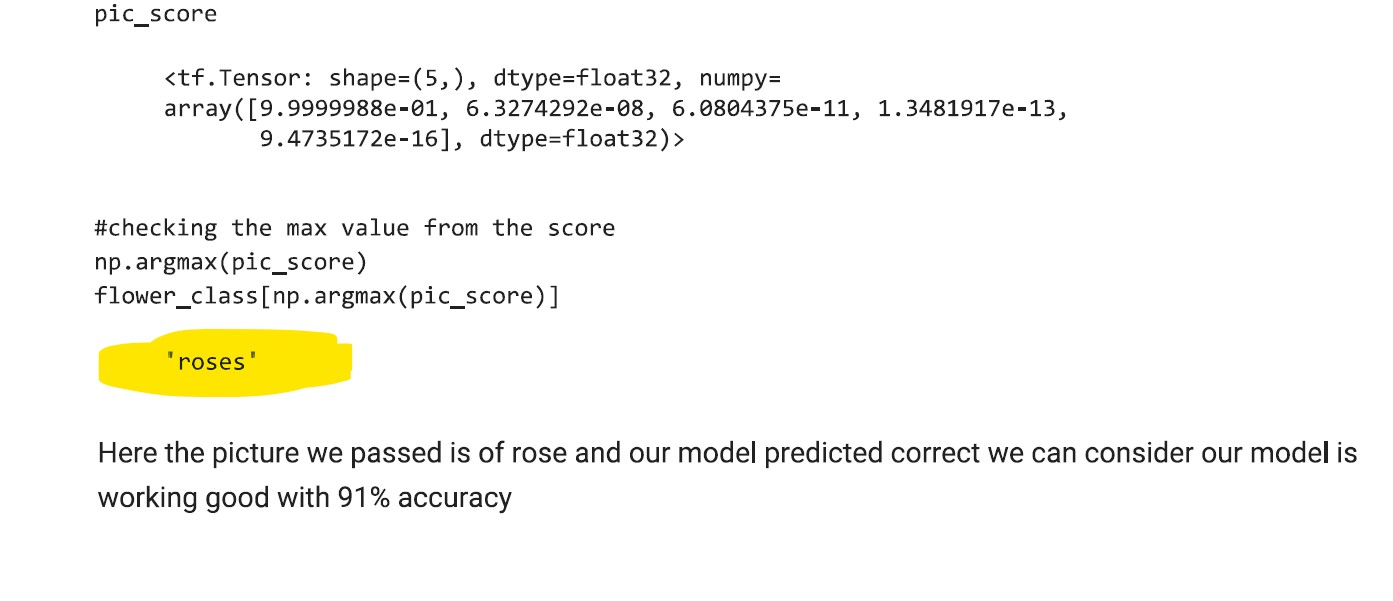 pic_score
<tf.Tensor: shape=(5,), dtype=float32, numpy=
array([9.9999988e-01, 6.3274292e-08, 6.0804375e-11, 1.3481917e-13,
9.4735172e-16], dtype=float32)>
#checking the max value from the score
np.argmax(pic_score)
flower_class[np.argmax(pic_score)]
'roses'
Here the picture we passed is of rose and our model predicted correct we can consider our model is
working good with 91% accuracy